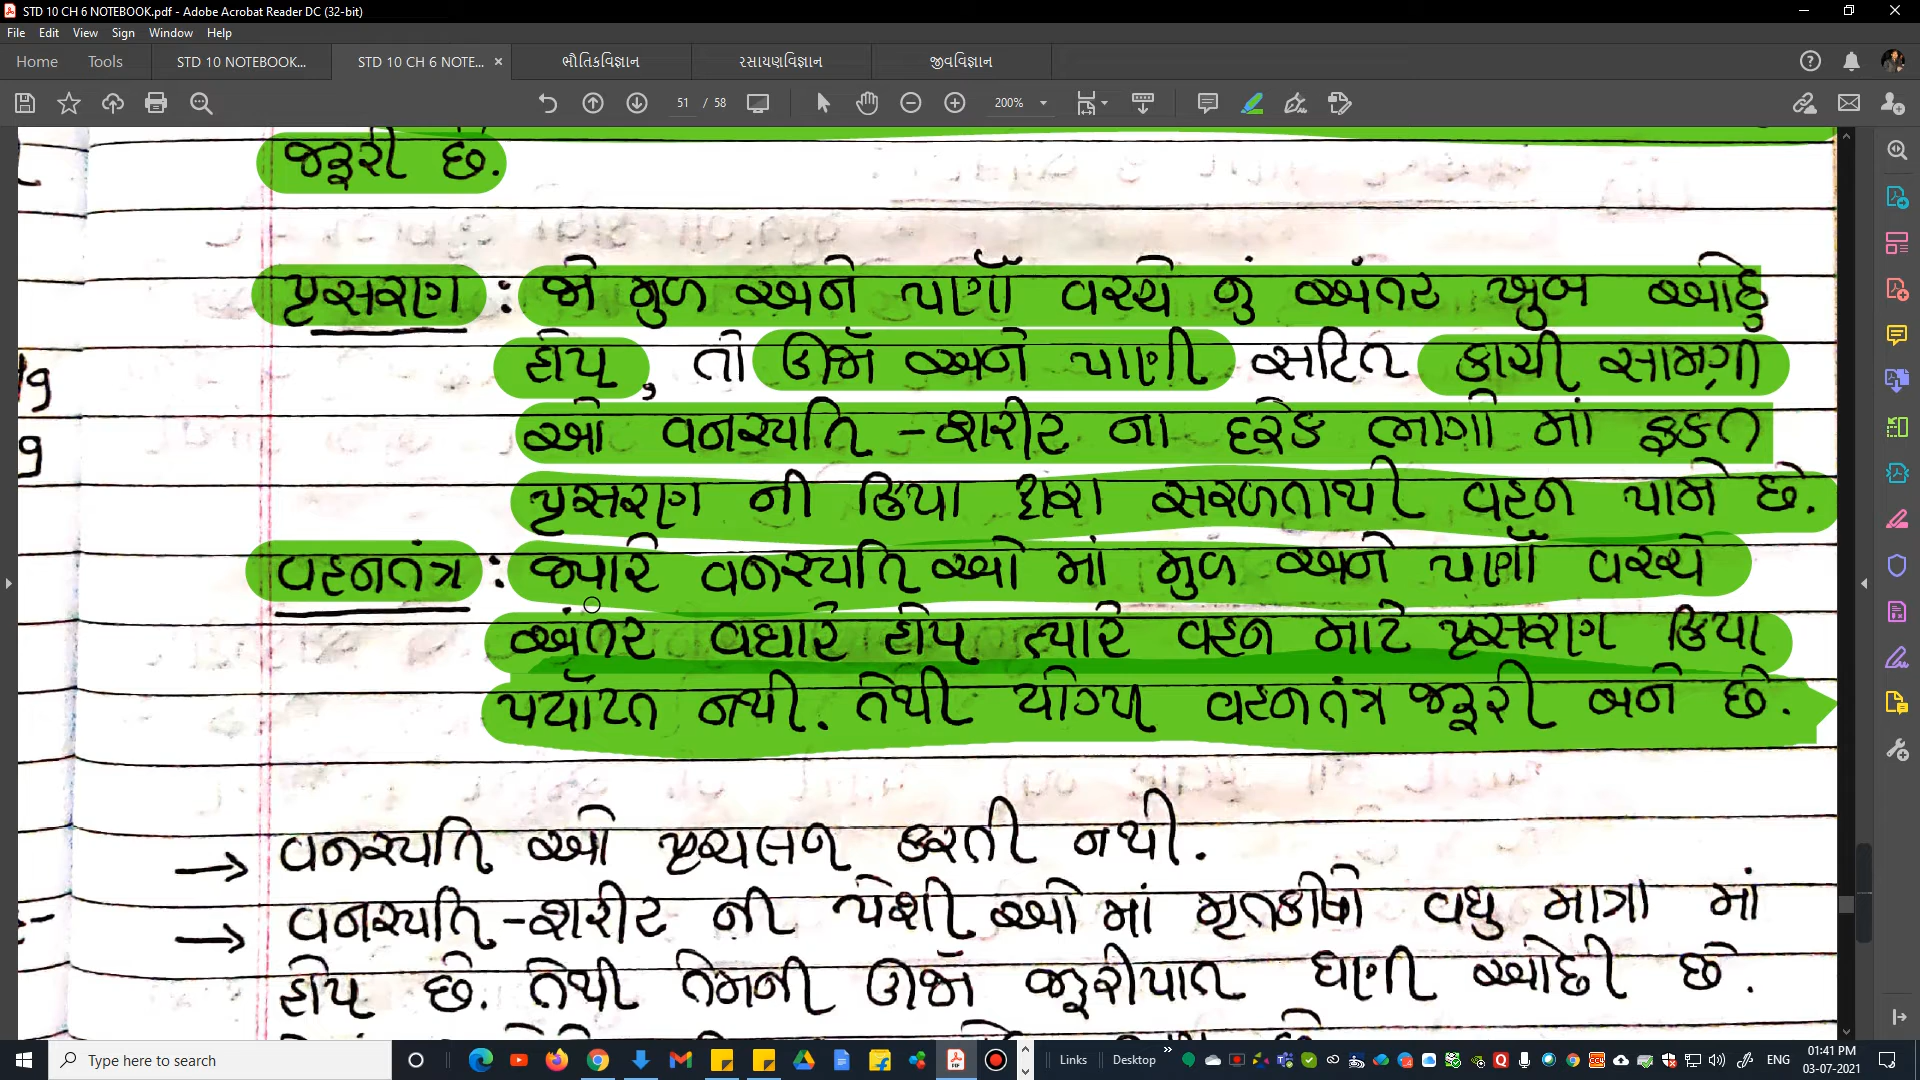 STD 10 CH 6 NOTEBOOK.pdf - Adobe Acrobat Reader DC (32-bit)
File Edit View Sign Window Help
Home Tools STD 10 NOTEBOOK... STD 10 CH 6 NOTE... × ભૌતિકવિજ્ઞાન રસાયણવિજ્ઞાન જીવવિજ્ઞાન
51 / 58 200%
જરૂરી છે.
પ્રસરણ : જો મુળ અને પર્ણો વચ્ચે નું અંતર ખુબ ઓછુ
હોય, તો ઊર્જા અને પાણી સહિત કાચી સામગ્રી
ઓ વનસ્પતિ -શરીર ના દરેક ભાગો માં ફકત
પ્રસરણ ની ક્રિયા દ્વારા સરળતાથી વહન પામે છે.
વહનતંત્ર : જ્યારે વનસ્પતિ ઓ માં મુળ અને પર્ણો વચ્ચે
અંતર વધારે હોય ત્યારે વહન માટે પ્રસરણ ક્રિયા
પર્યાપ્ત નથી. તેથી યોગ્ય વહનતંત્ર જરૂરી બને છે.
→ વનસ્પતિ ઓ પ્રચલન કરતી નથી.
→ વનસ્પતિ -શરીર ની પેશી ઓ માં મૃતકોષો વધુ માત્રા માં
હોય છે. તેથી તેમની ઊર્જા જરૂરીયાત ઘણી ઓછી છે.
Type here to search Links Desktop ENG 01:41 PM
03-07-2021